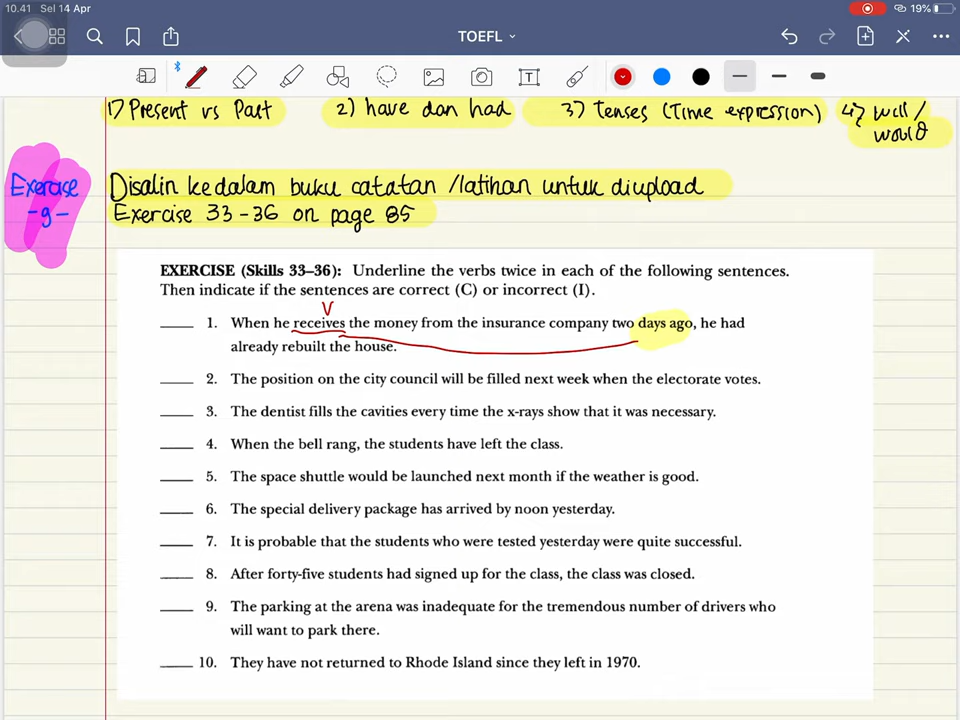 10.41 Sel 14 Apr
19%
TOEFL
T
1) Present vs Past 2) have dan had 3) Tenses (Time expression) 4) will/
would
Exercise
-9-
Disalin kedalam buku catatan /latihan untuk diupload
Exercise 33-36 on page 85
EXERCISE (Skills 33–36): Underline the verbs twice in each of the following sentences.
Then indicate if the sentences are correct (C) or incorrect (I).
V
_____ 1. When he receives the money from the insurance company two days ago, he had
already rebuilt the house.
_____ 2. The position on the city council will be filled next week when the electorate votes.
_____ 3. The dentist fills the cavities every time the x-rays show that it was necessary.
_____ 4. When the bell rang, the students have left the class.
_____ 5. The space shuttle would be launched next month if the weather is good.
_____ 6. The special delivery package has arrived by noon yesterday.
_____ 7. It is probable that the students who were tested yesterday were quite successful.
_____ 8. After forty-five students had signed up for the class, the class was closed.
_____ 9. The parking at the arena was inadequate for the tremendous number of drivers who
will want to park there.
_____ 10. They have not returned to Rhode Island since they left in 1970.